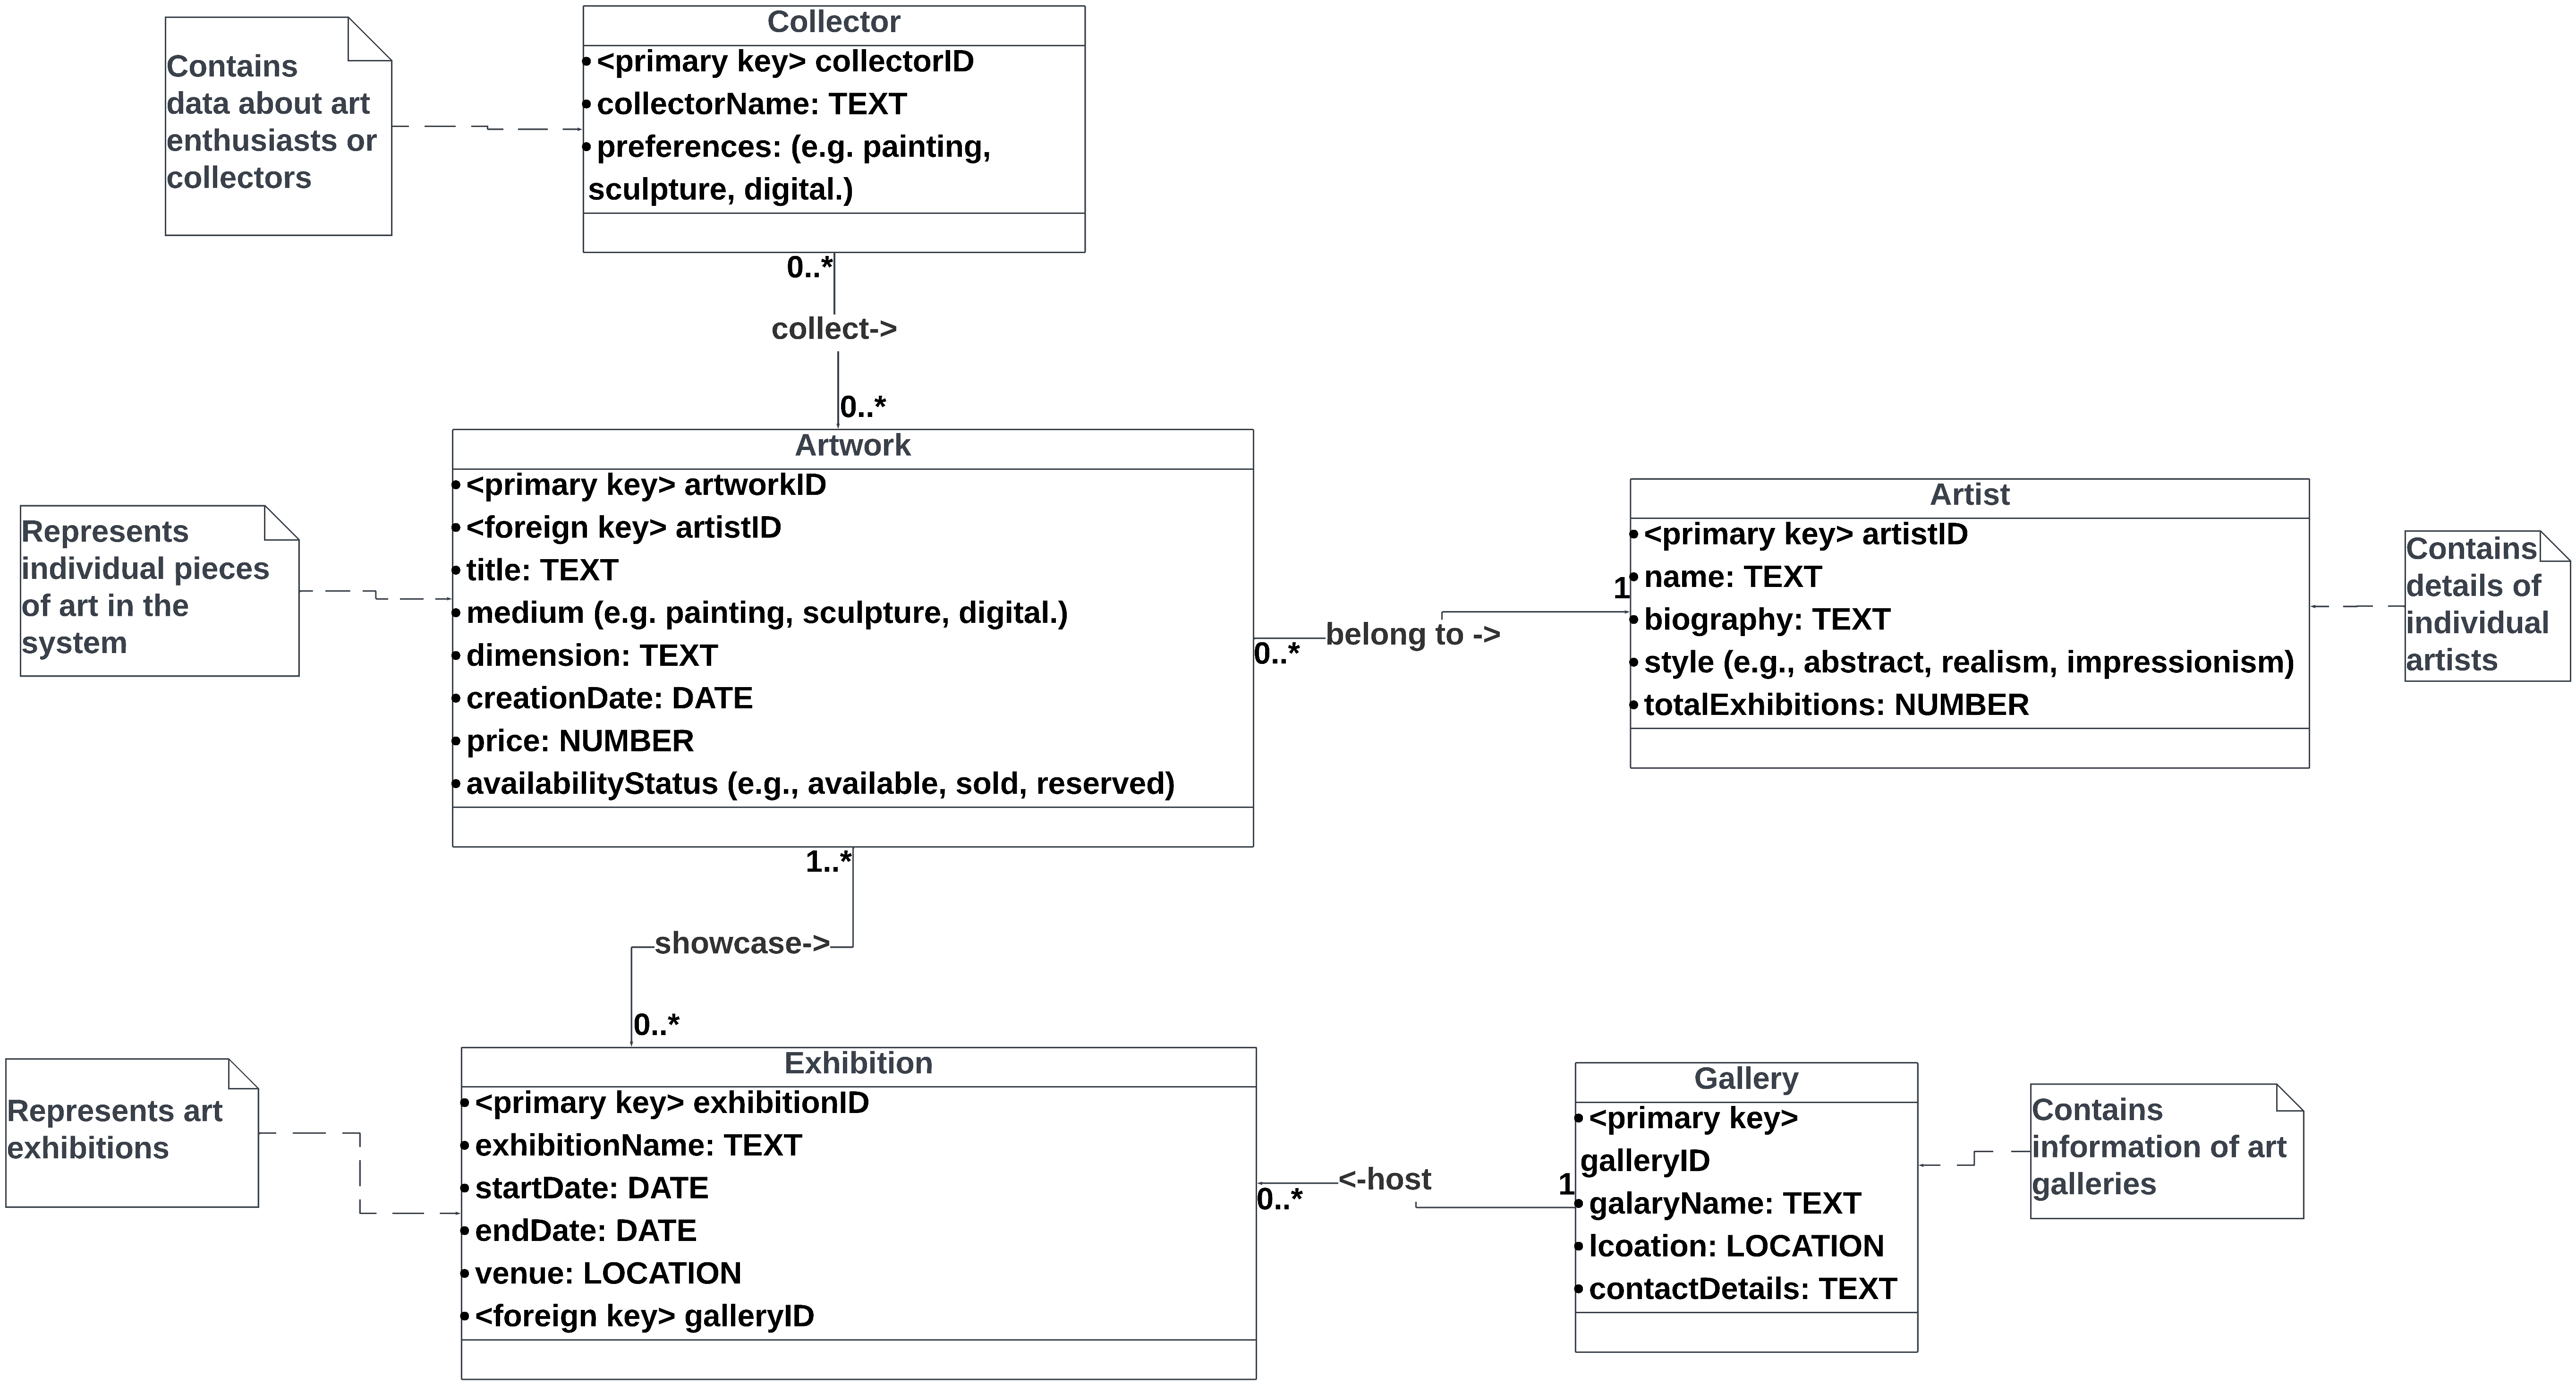 Collector
Contains
data about art
enthusiasts or
collectors
• <primary key> collectorID
• collectorName: TEXT
• preferences: (e.g. painting,
sculpture, digital.)
0..*
collect->
0..*
Artwork
Represents
individual pieces
of art in the
system
• <primary key> artworkID
• <foreign key> artistID
• title: TEXT
• medium (e.g. painting, sculpture, digital.)
• dimension: TEXT
• creationDate: DATE
• price: NUMBER
• availabilityStatus (e.g., available, sold, reserved)
0..*
belong to ->
1
Artist
• <primary key> artistID
• name: TEXT
• biography: TEXT
• style (e.g., abstract, realism, impressionism)
• totalExhibitions: NUMBER
Contains
details of
individual
artists
1..*
showcase->
0..*
Exhibition
Represents art
exhibitions
• <primary key> exhibitionID
• exhibitionName: TEXT
• startDate: DATE
• endDate: DATE
• venue: LOCATION
• <foreign key> galleryID
0..*
<-host
1
Gallery
• <primary key>
galleryID
• galaryName: TEXT
• lcoation: LOCATION
• contactDetails: TEXT
Contains
information of art
galleries